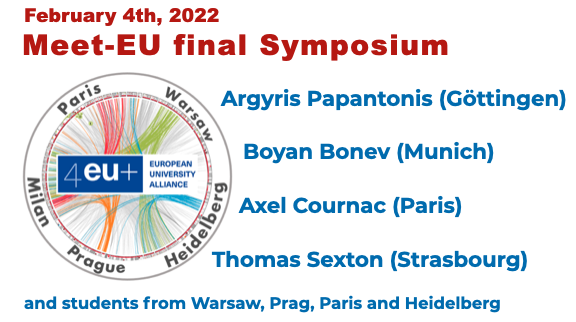 February 4th, 2022
Meet-EU final Symposium
Paris
Warsaw
Argyris Papantonis (Göttingen)
Boyan Bonev (Munich)
4eu+
EUROPEAN
UNIVERSITY
ALLIANCE
Milan
Heidelberg
Axel Cournac (Paris)
Prague
Thomas Sexton (Strasbourg)
and students from Warsaw, Prag, Paris and Heidelberg